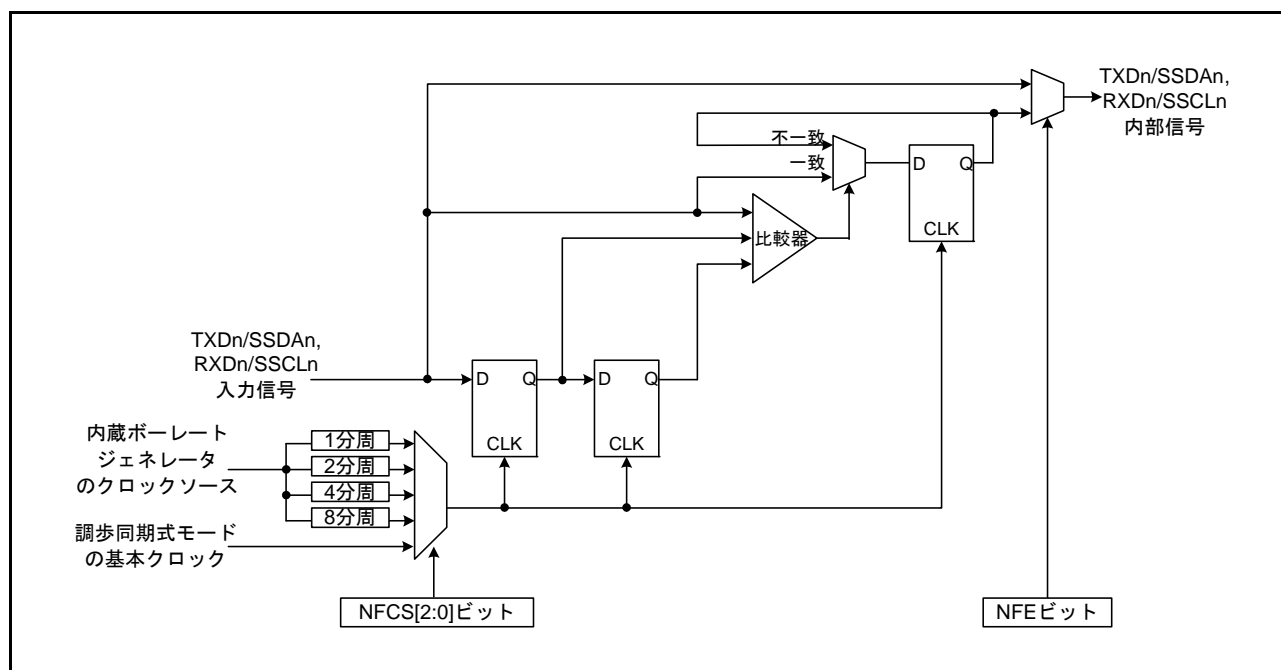 TXDn/SSDAn,
RXDn/SSCLn
内部信号
不一致
一致
D
Q
CLK
比較器
TXDn/SSDAn,
RXDn/SSCLn
入力信号
D
Q
CLK
D
Q
CLK
内蔵ボーレート
ジェネレータ
のクロックソース
1分周
2分周
4分周
8分周
調歩同期式モード
の基本クロック
NFCS[2:0]ビット
NFEビット